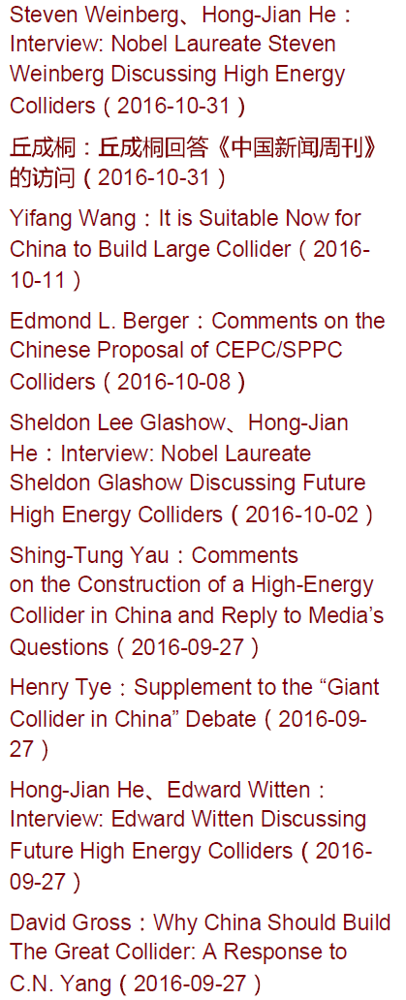 Steven Weinberg、Hong-Jian He：
Interview: Nobel Laureate Steven
Weinberg Discussing High Energy
Colliders（2016-10-31）
丘成桐：丘成桐回答《中国新闻周刊》
的访问（2016-10-31）
Yifang Wang：It is Suitable Now for
China to Build Large Collider（2016-
10-11）
Edmond L. Berger：Comments on the
Chinese Proposal of CEPC/SPPC
Colliders（2016-10-08）
Sheldon Lee Glashow、Hong-Jian
He：Interview: Nobel Laureate
Sheldon Glashow Discussing Future
High Energy Colliders（2016-10-02）
Shing-Tung Yau：Comments
on the Construction of a High-Energy
Collider in China and Reply to Media’s
Questions（2016-09-27）
Henry Tye：Supplement to the “Giant
Collider in China” Debate（2016-09-
27）
Hong-Jian He、Edward Witten：
Interview: Edward Witten Discussing
Future High Energy Colliders（2016-
09-27）
David Gross：Why China Should Build
The Great Collider: A Response to
C.N. Yang（2016-09-27）